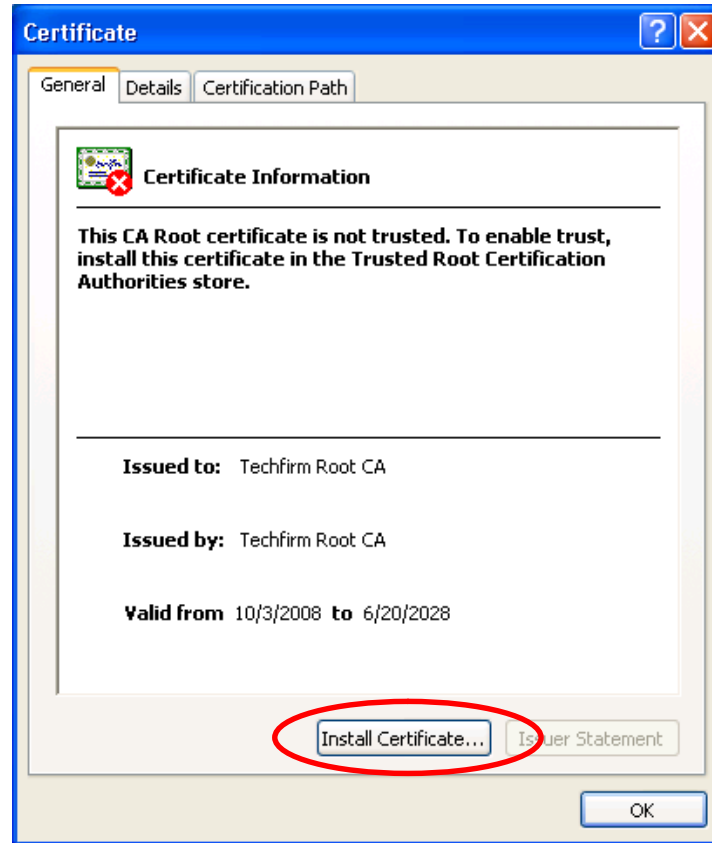 Certificate
General Details Certification Path
Certificate Information
This CA Root certificate is not trusted. To enable trust,
install this certificate in the Trusted Root Certification
Authorities store.
Issued to: Techfirm Root CA
Issued by: Techfirm Root CA
Valid from 10/3/2008 to 6/20/2028
Install Certificate... Issuer Statement
OK